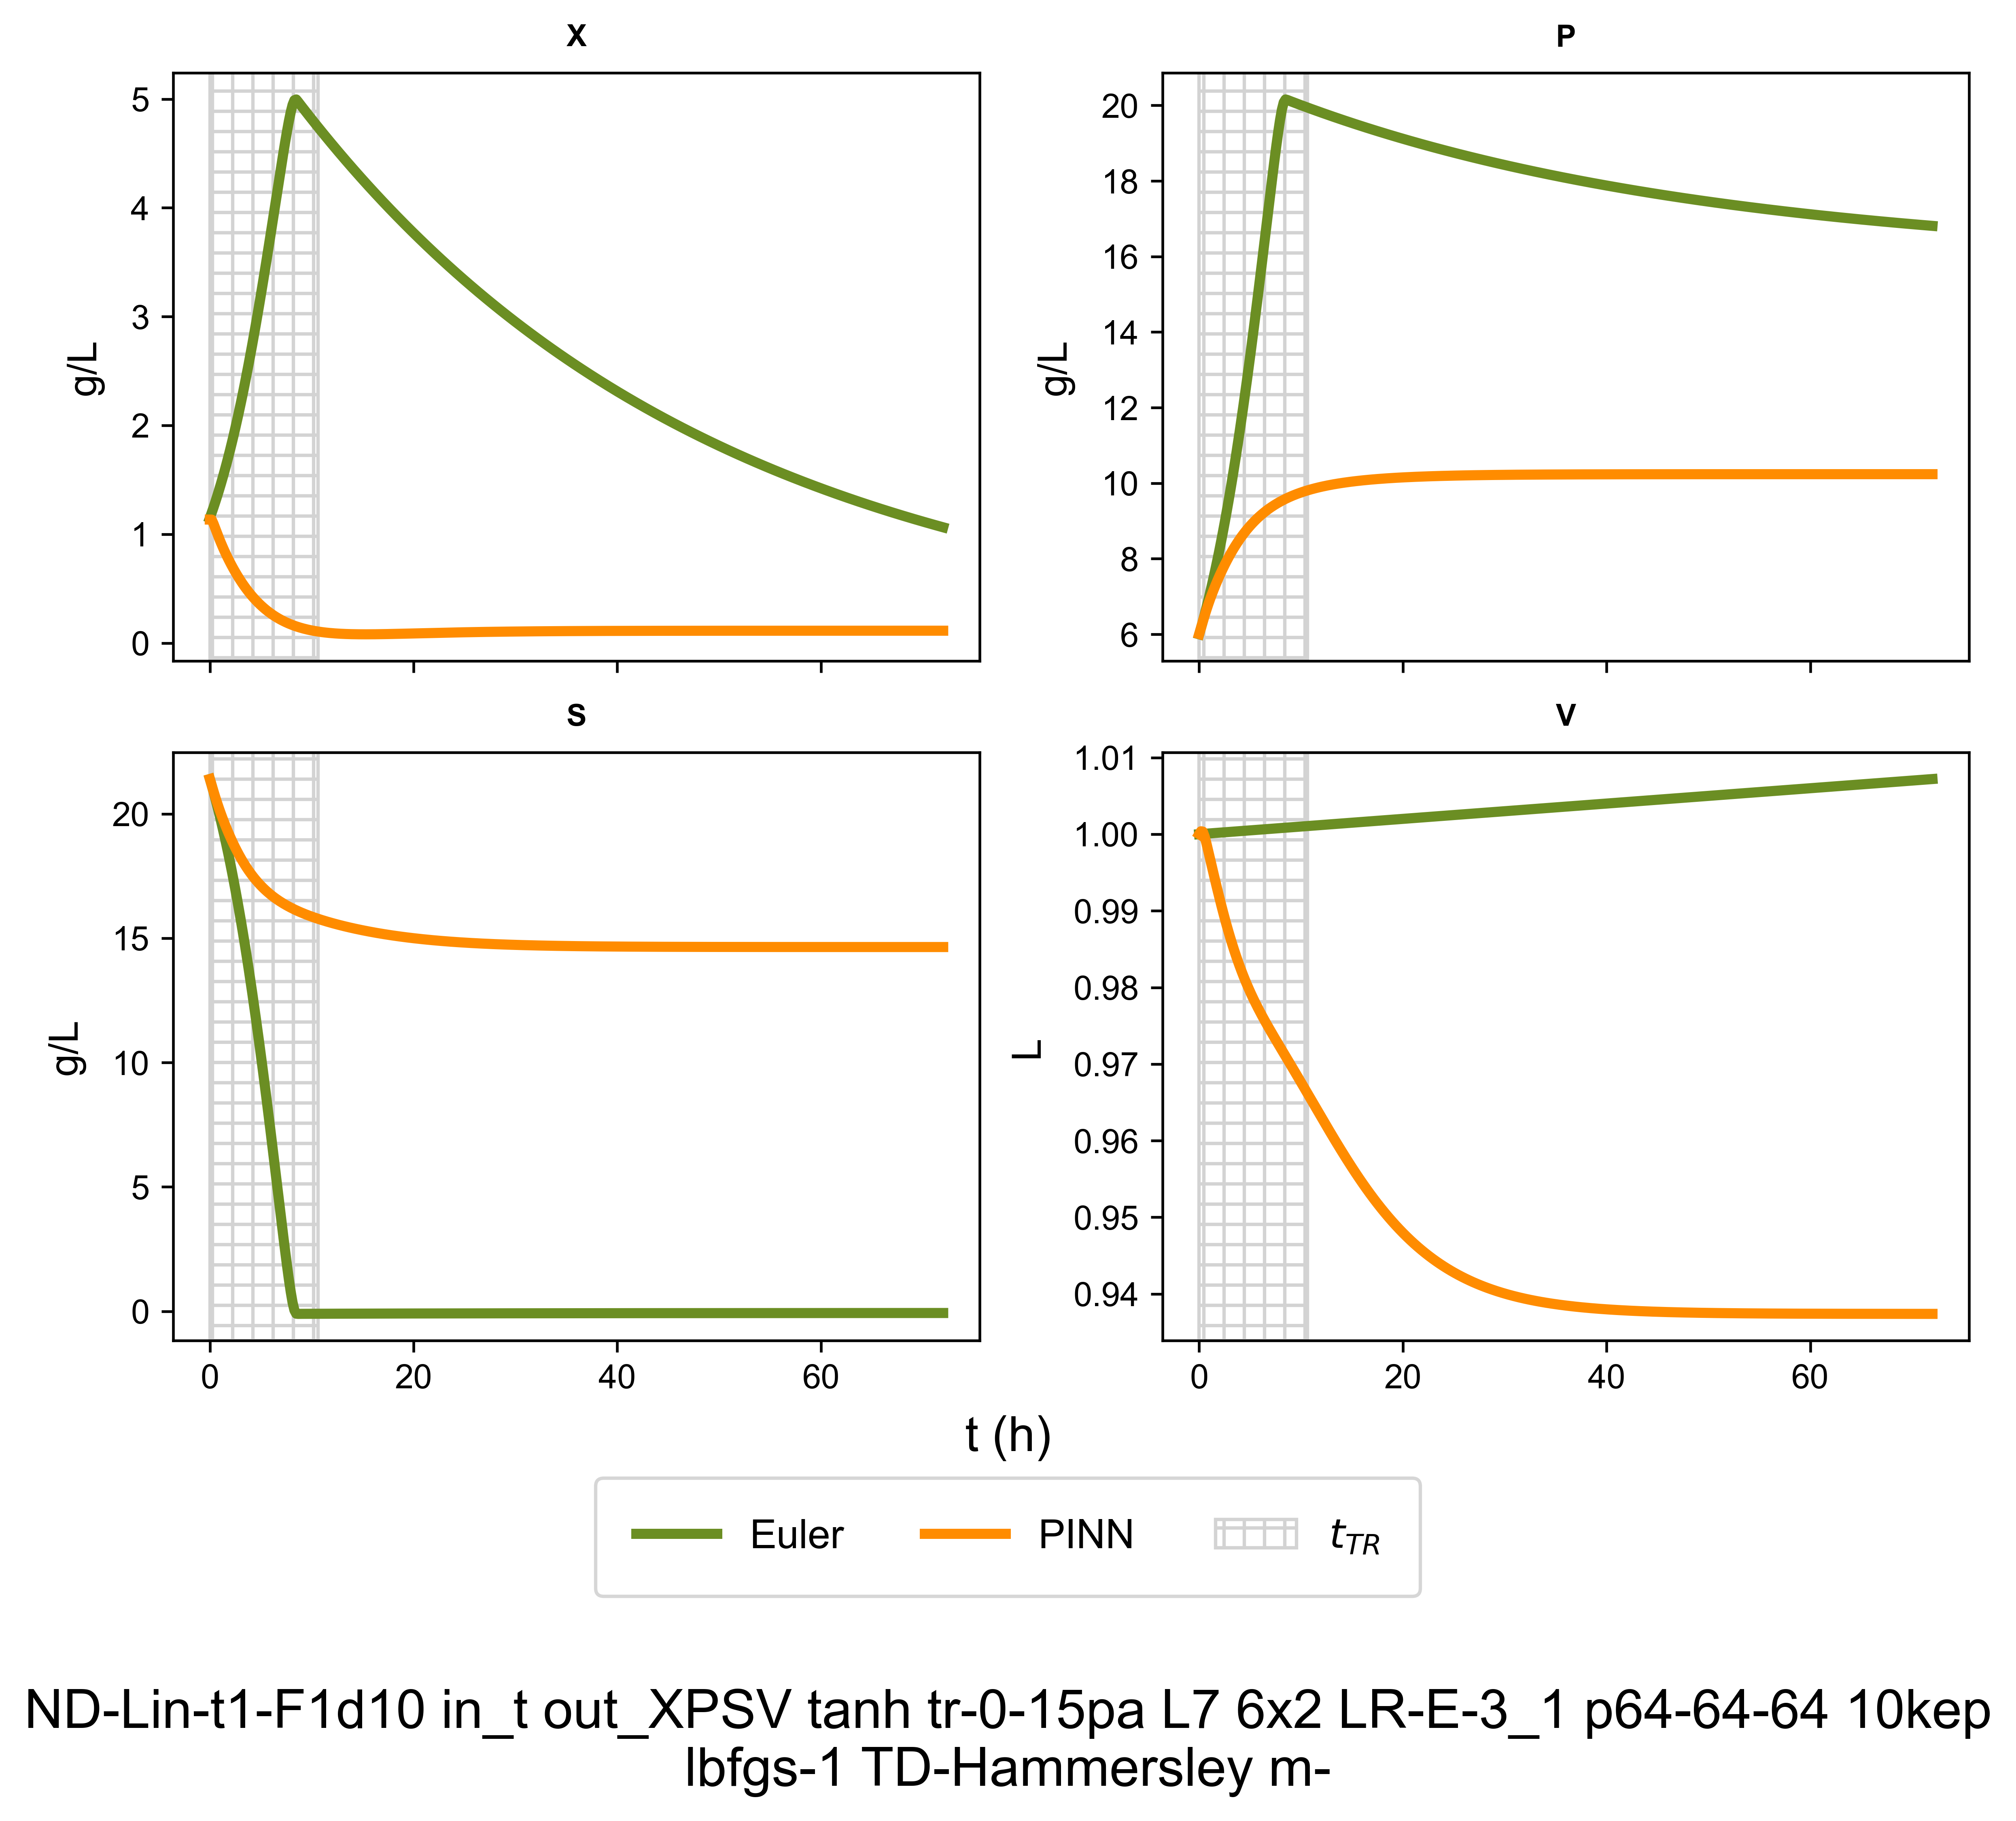 X
5
4
3
2
1
0
g/L
P
20
18
16
14
12
10
8
6
g/L
S
20
15
10
5
0
g/L
0 20 40 60
V
1.01
1.00
0.99
0.98
0.97
0.96
0.95
0.94
L
0 20 40 60
t (h)
Euler PINN t_TR
ND-Lin-t1-F1d10 in_t out_XPSV tanh tr-0-15pa L7 6x2 LR-E-3_1 p64-64-64 10kep
lbfgs-1 TD-Hammersley m-